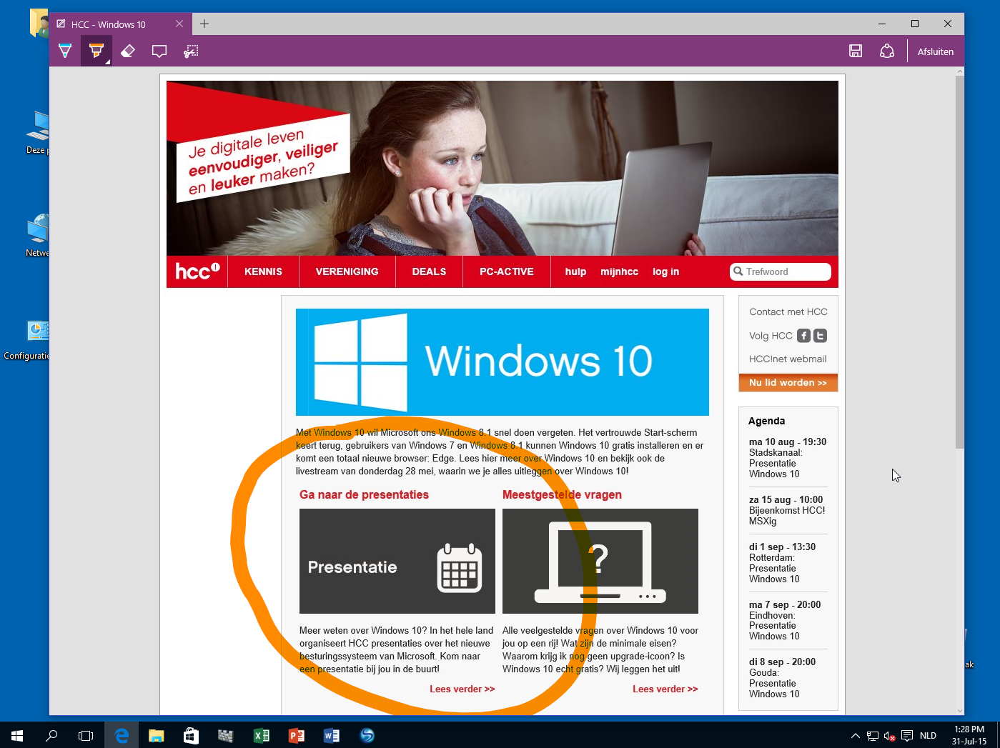 HCC - Windows 10
Afsluiten
Je digitale leven
eenvoudiger, veiliger
en leuker maken?
hcc!
KENNIS
VERENIGING
DEALS
PC-ACTIVE
hulp
mijnhcc
log in
Trefwoord
Windows 10
Met Windows 10 wil Microsoft ons Windows 8.1 snel doen vergeten. Het vertrouwde Start-scherm
keert terug, gebruikers van Windows 7 en Windows 8.1 kunnen Windows 10 gratis installeren en er
komt een totaal nieuwe browser: Edge. Lees hier meer over Windows 10 en bekijk ook de
livestream van donderdag 28 mei, waarin we je alles uitleggen over Windows 10!
Ga naar de presentaties
Presentatie
Meer weten over Windows 10? In het hele land
organiseert HCC presentaties over het nieuwe
besturingssysteem van Microsoft. Kom naar
een presentatie bij jou in de buurt!
Lees verder >>
Meestgestelde vragen
?
Alle veelgestelde vragen over Windows 10 voor
jou op een rij! Wat zijn de minimale eisen?
Waarom krijg ik nog geen upgrade-icoon? Is
Windows 10 echt gratis? Wij leggen het uit!
Lees verder >>
Contact met HCC
Volg HCC f t
HCC!net webmail
Nu lid worden >>
Agenda
ma 10 aug - 19:30
Stadskanaal:
Presentatie
Windows 10
za 15 aug - 10:00
Bijeenkomst HCC!
MSXig
di 1 sep - 13:30
Rotterdam:
Presentatie
Windows 10
ma 7 sep - 20:00
Eindhoven:
Presentatie
Windows 10
di 8 sep - 20:00
Gouda:
Presentatie
Windows 10
Deze p
Netwe
Configuratie
ak
NLD
1:28 PM
31-Jul-15